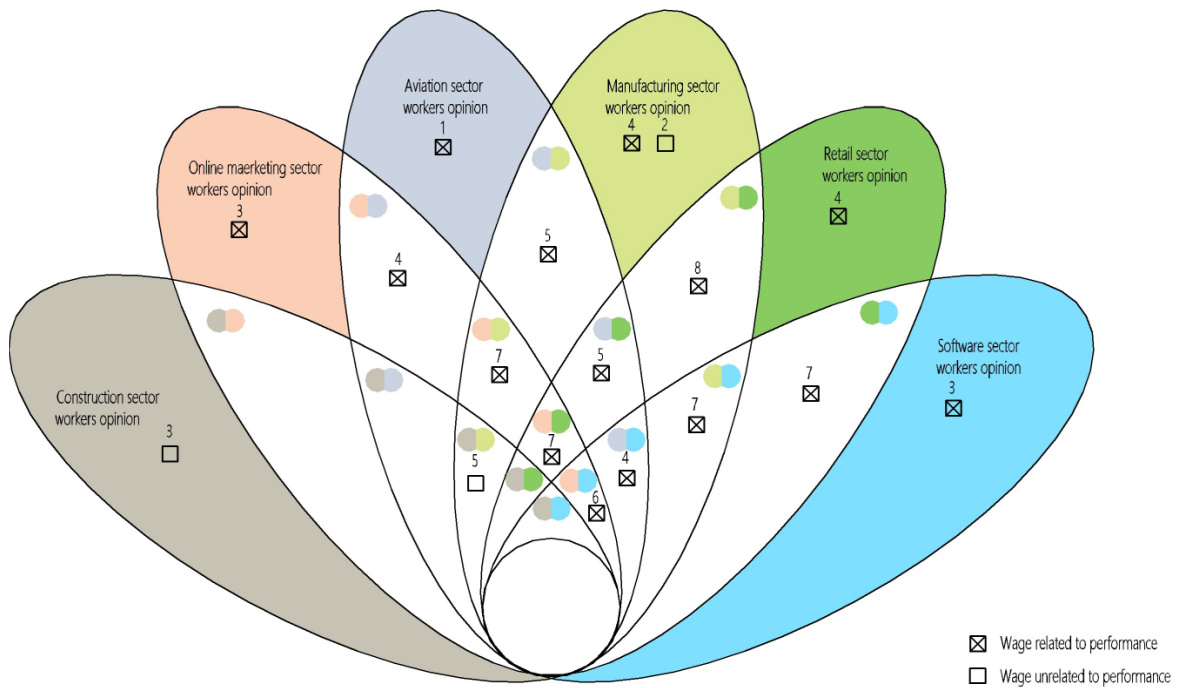 Aviation sector
workers opinion
1
Manufacturing sector
workers opinion
4 2
Online maerketing sector
workers opinion
3
Retail sector
workers opinion
4
5
4
8
Construction sector
workers opinion
3
7
5
7
7
Software sector
workers opinion
3
7
5
4
6
Wage related to performance
Wage unrelated to performance